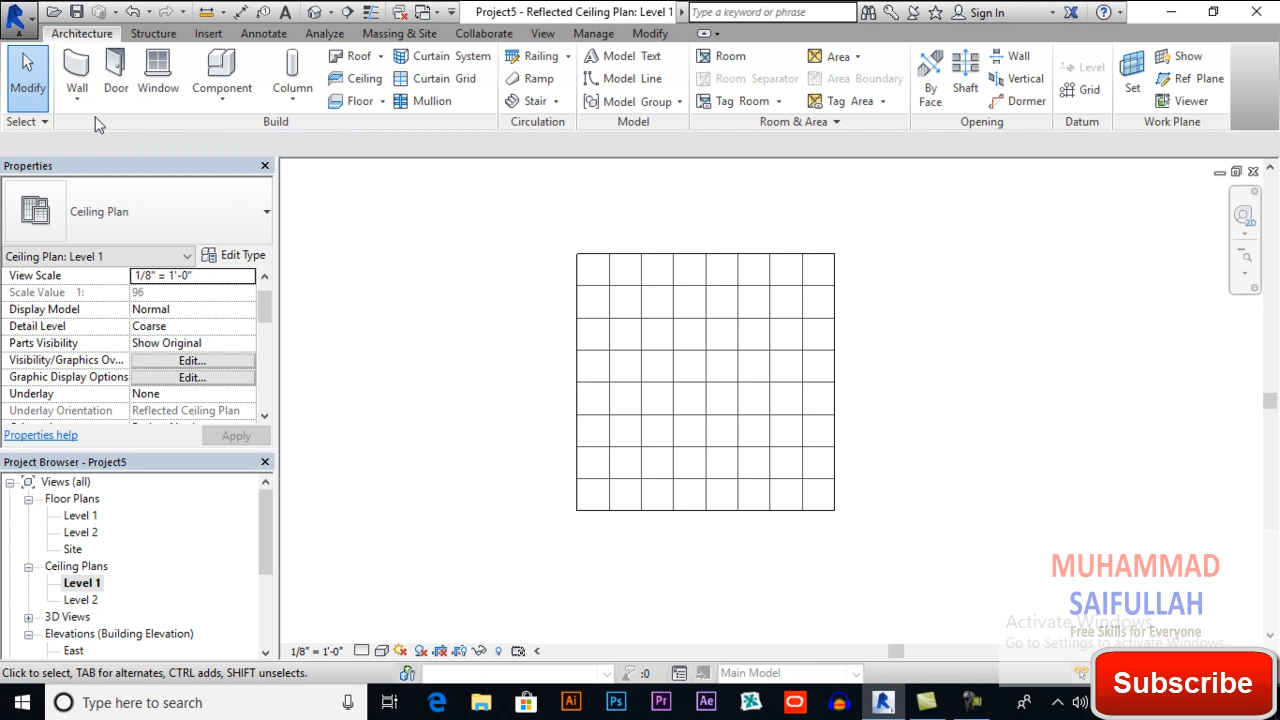 Project5 - Reflected Ceiling Plan: Level 1
Type a keyword or phrase
Sign In
Architecture Structure Insert Annotate Analyze Massing & Site Collaborate View Manage Modify
Modify
Wall
Door
Window
Component
Column
Roof
Ceiling
Floor
Curtain System
Curtain Grid
Mullion
Railing
Ramp
Stair
Model Text
Model Line
Model Group
Room
Room Separator
Tag Room
Area
Area Boundary
Tag Area
By
Face
Shaft
Wall
Vertical
Dormer
Level
Grid
Set
Show
Ref Plane
Viewer
Select Build Circulation Model Room & Area Opening Datum Work Plane
Properties
Ceiling Plan
Ceiling Plan: Level 1 Edit Type
View Scale 1/8" = 1'-0"
Scale Value 1: 96
Display Model Normal
Detail Level Coarse
Parts Visibility Show Original
Visibility/Graphics Ov... Edit...
Graphic Display Options Edit...
Underlay None
Underlay Orientation Reflected Ceiling Plan
Properties help Apply
Project Browser - Project5
Views (all)
Floor Plans
Level 1
Level 2
Site
Ceiling Plans
Level 1
Level 2
3D Views
Elevations (Building Elevation)
East
2D
MUHAMMAD
SAIFULLAH
Free Skills for Everyone
Activate Windows
Go to Settings to activate Windows.
1/8" = 1'-0"
Click to select, TAB for alternates, CTRL adds, SHIFT unselects. :0 Main Model
Subscribe
Type here to search
Ai Ps Pr Ae